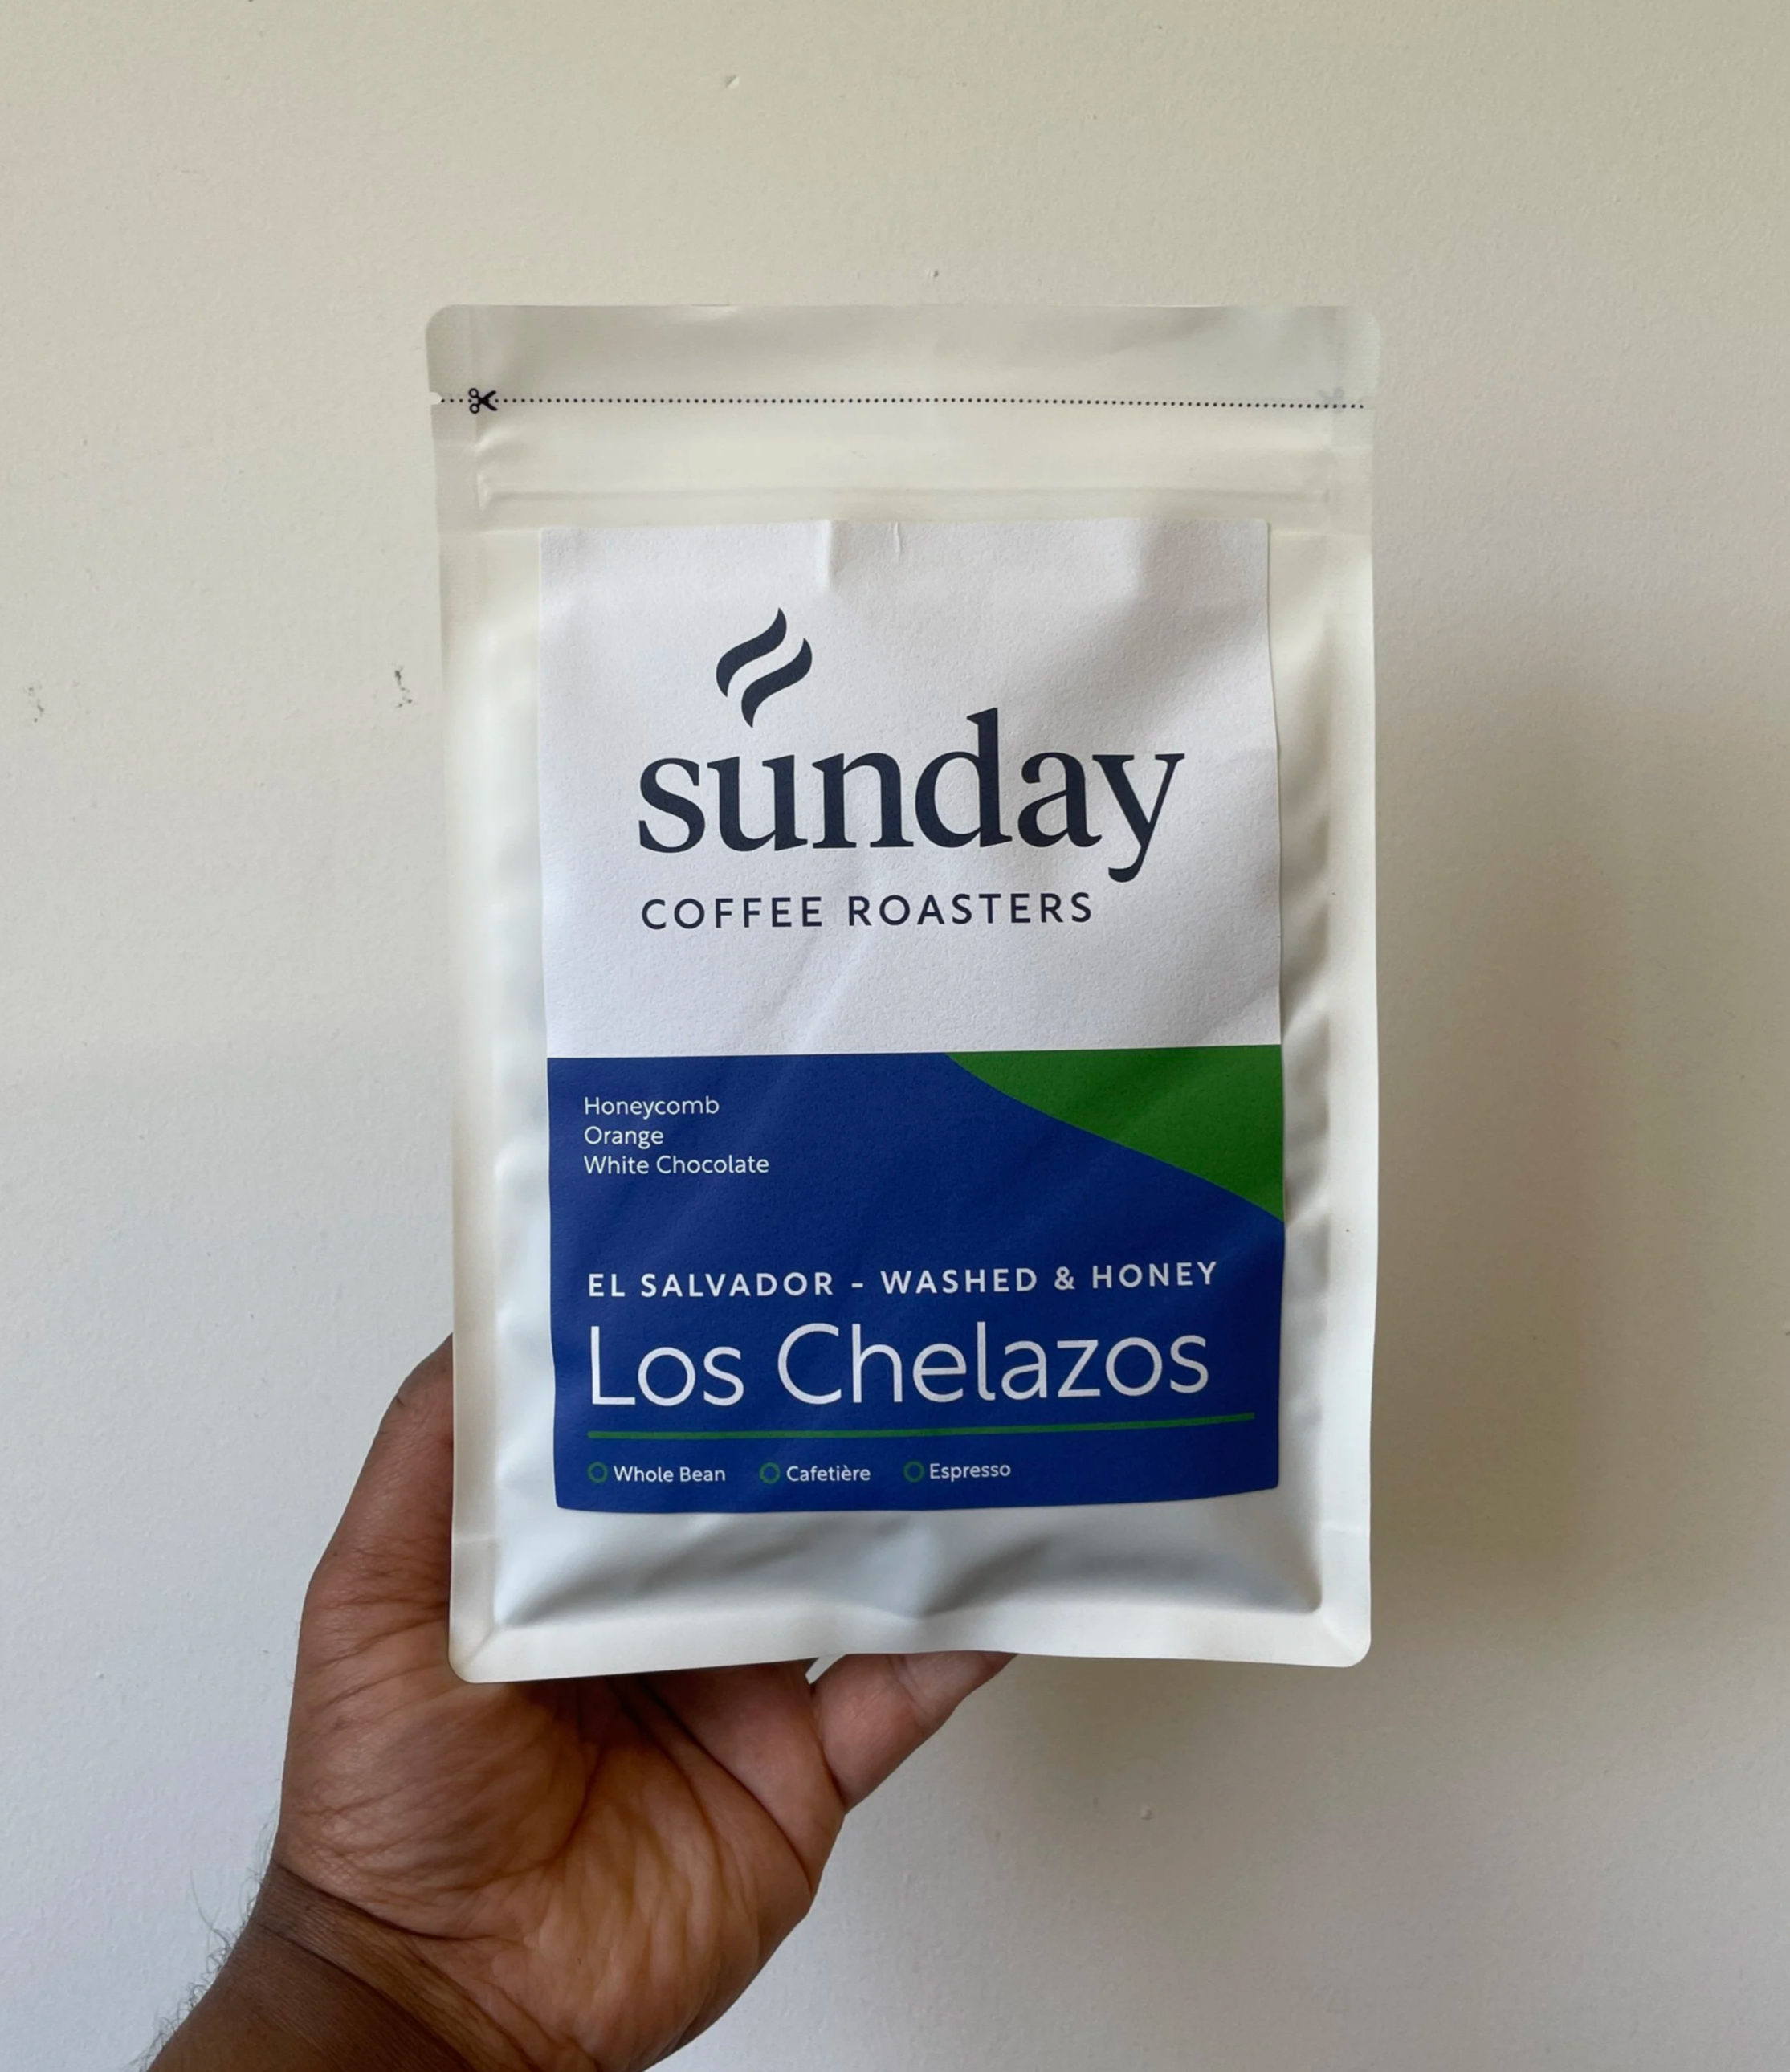 sunday
COFFEE ROASTERS
Honeycomb
Orange
White Chocolate
EL SALVADOR - WASHED & HONEY
Los Chelazos
Whole Bean Cafetière Espresso